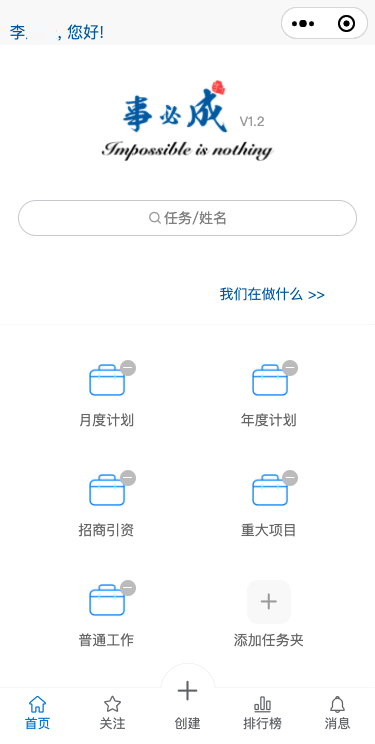 李 , 您好!
事必成 V1.2
Impossible is nothing
任务/姓名
我们在做什么 >>
月度计划 年度计划
招商引资 重大项目
普通工作 添加任务夹
首页 关注 创建 排行榜 消息